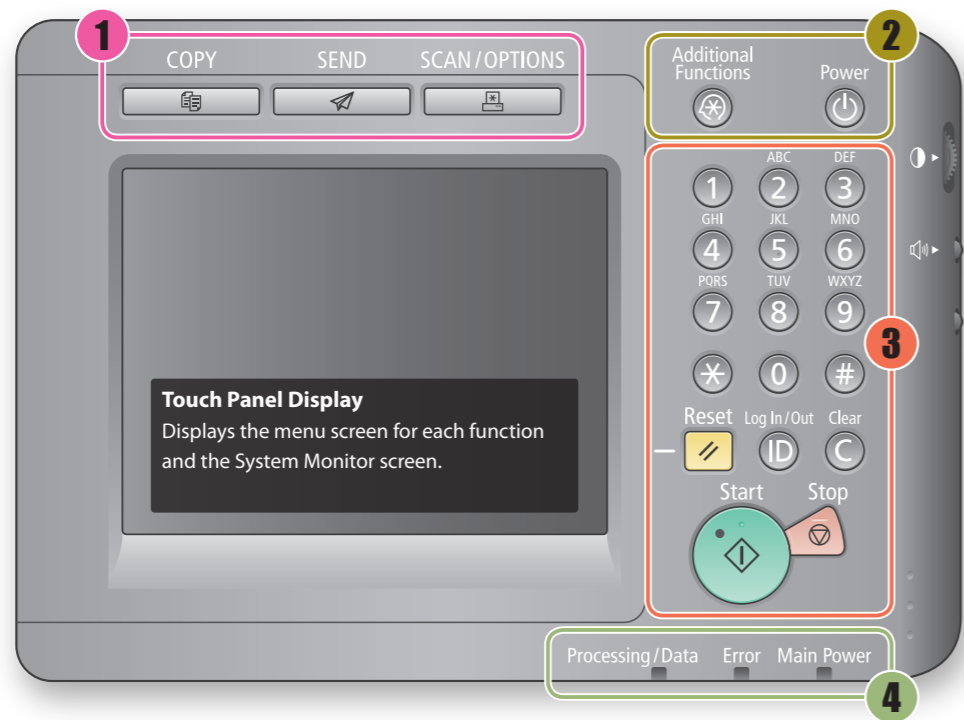 1
COPY SEND SCAN/OPTIONS
2
Additional
Functions
Power
ABC DEF
1 2 3
GHI JKL MNO
4 5 6
PQRS TUV WXYZ
7 8 9
* 0 #
3
Reset Log In/Out Clear
ID C
Start Stop
Touch Panel Display
Displays the menu screen for each function
and the System Monitor screen.
Processing/Data Error Main Power
4